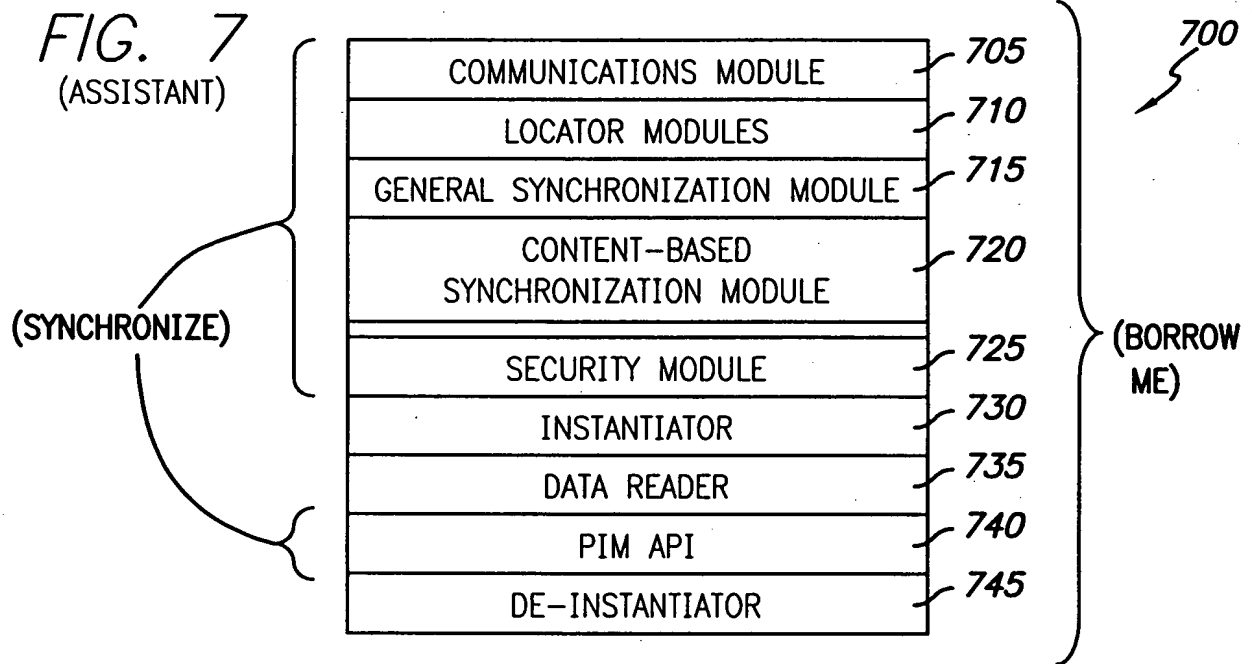 FIG. 7
(ASSISTANT)
700
COMMUNICATIONS MODULE 705
LOCATOR MODULES 710
GENERAL SYNCHRONIZATION MODULE 715
CONTENT-BASED
SYNCHRONIZATION MODULE 720
(SYNCHRONIZE)
SECURITY MODULE 725
(BORROW
ME)
INSTANTIATOR 730
DATA READER 735
PIM API 740
DE-INSTANTIATOR 745